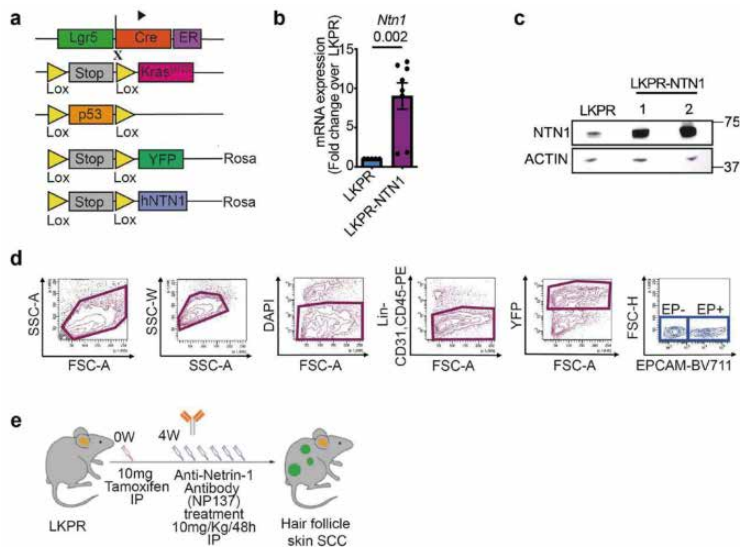 a
Lgr5 Cre ER
X
Stop Kras
Lox Lox
p53
Lox
Stop YFP Rosa
Lox Lox
Stop hNTN1 Rosa
Lox Lox
b
Ntn1
0.002
mRNA expression
(Fold change over LKPR)
15
10
5
0
LKPR
LKPR-NTN1
c
LKPR-NTN1
LKPR 1 2
NTN1 75
ACTIN 37
d
SSC-A
FSC-A
SSC-W
SSC-A
DAPI
FSC-A
Lin-
CD31,CD45-PE
FSC-A
YFP
FSC-A
FSC-H
EP- EP+
EPCAM-BV711
e
0W 4W
10mg
Tamoxifen
IP
Anti-Netrin-1
Antibody
(NP137)
treatment
10mg/Kg/48h
IP
LKPR
Hair follicle
skin SCC